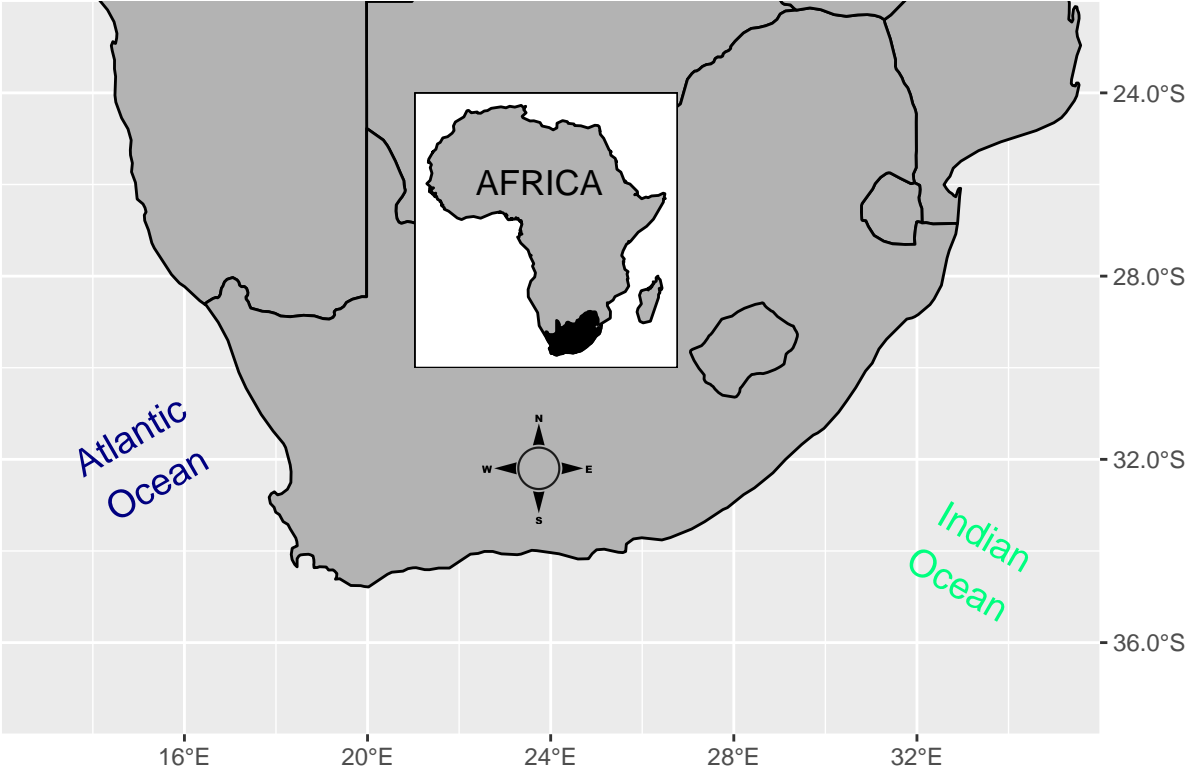 24.0°S
AFRICA
28.0°S
Atlantic
Ocean
N
W
E
S
32.0°S
Indian
Ocean
36.0°S
16°E
20°E
24°E
28°E
32°E